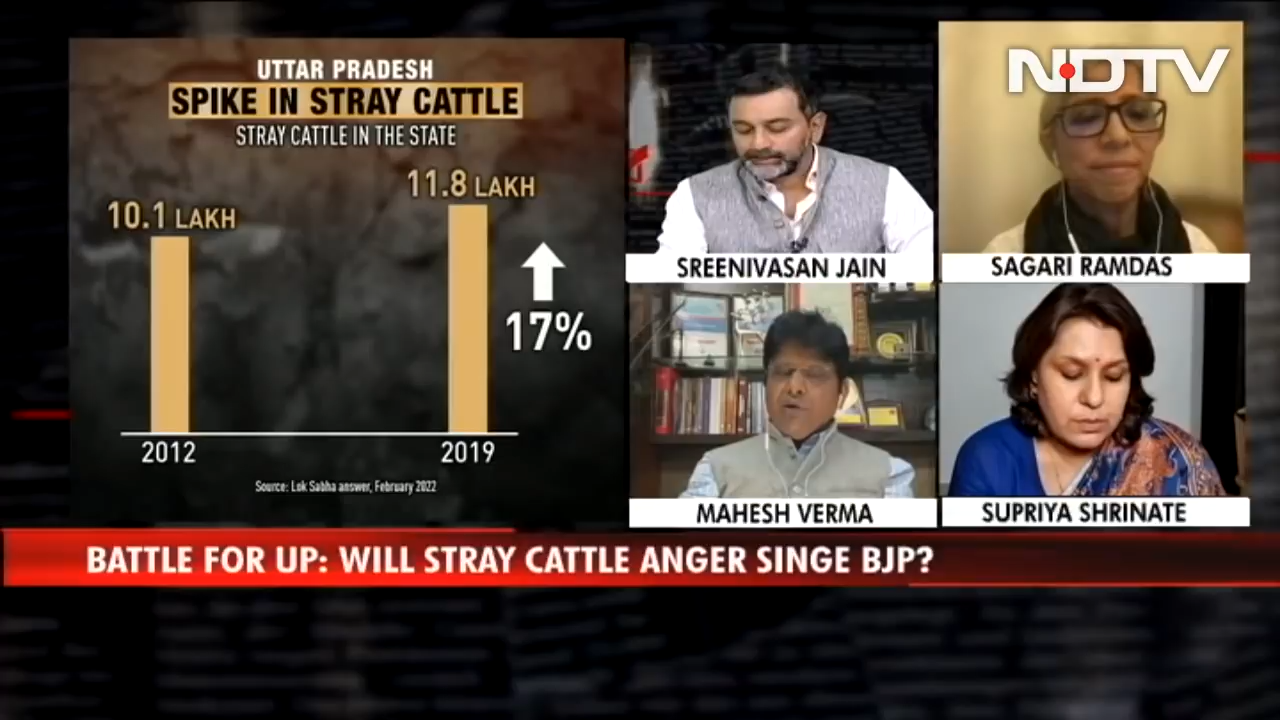 UTTAR PRADESH
SPIKE IN STRAY CATTLE
STRAY CATTLE IN THE STATE
10.1 LAKH
11.8 LAKH
17%
2012
2019
Source: Lok Sabha answer, February 2022
NDTV
SREENIVASAN JAIN
SAGARI RAMDAS
MAHESH VERMA
SUPRIYA SHRINATE
BATTLE FOR UP: WILL STRAY CATTLE ANGER SINGE BJP?